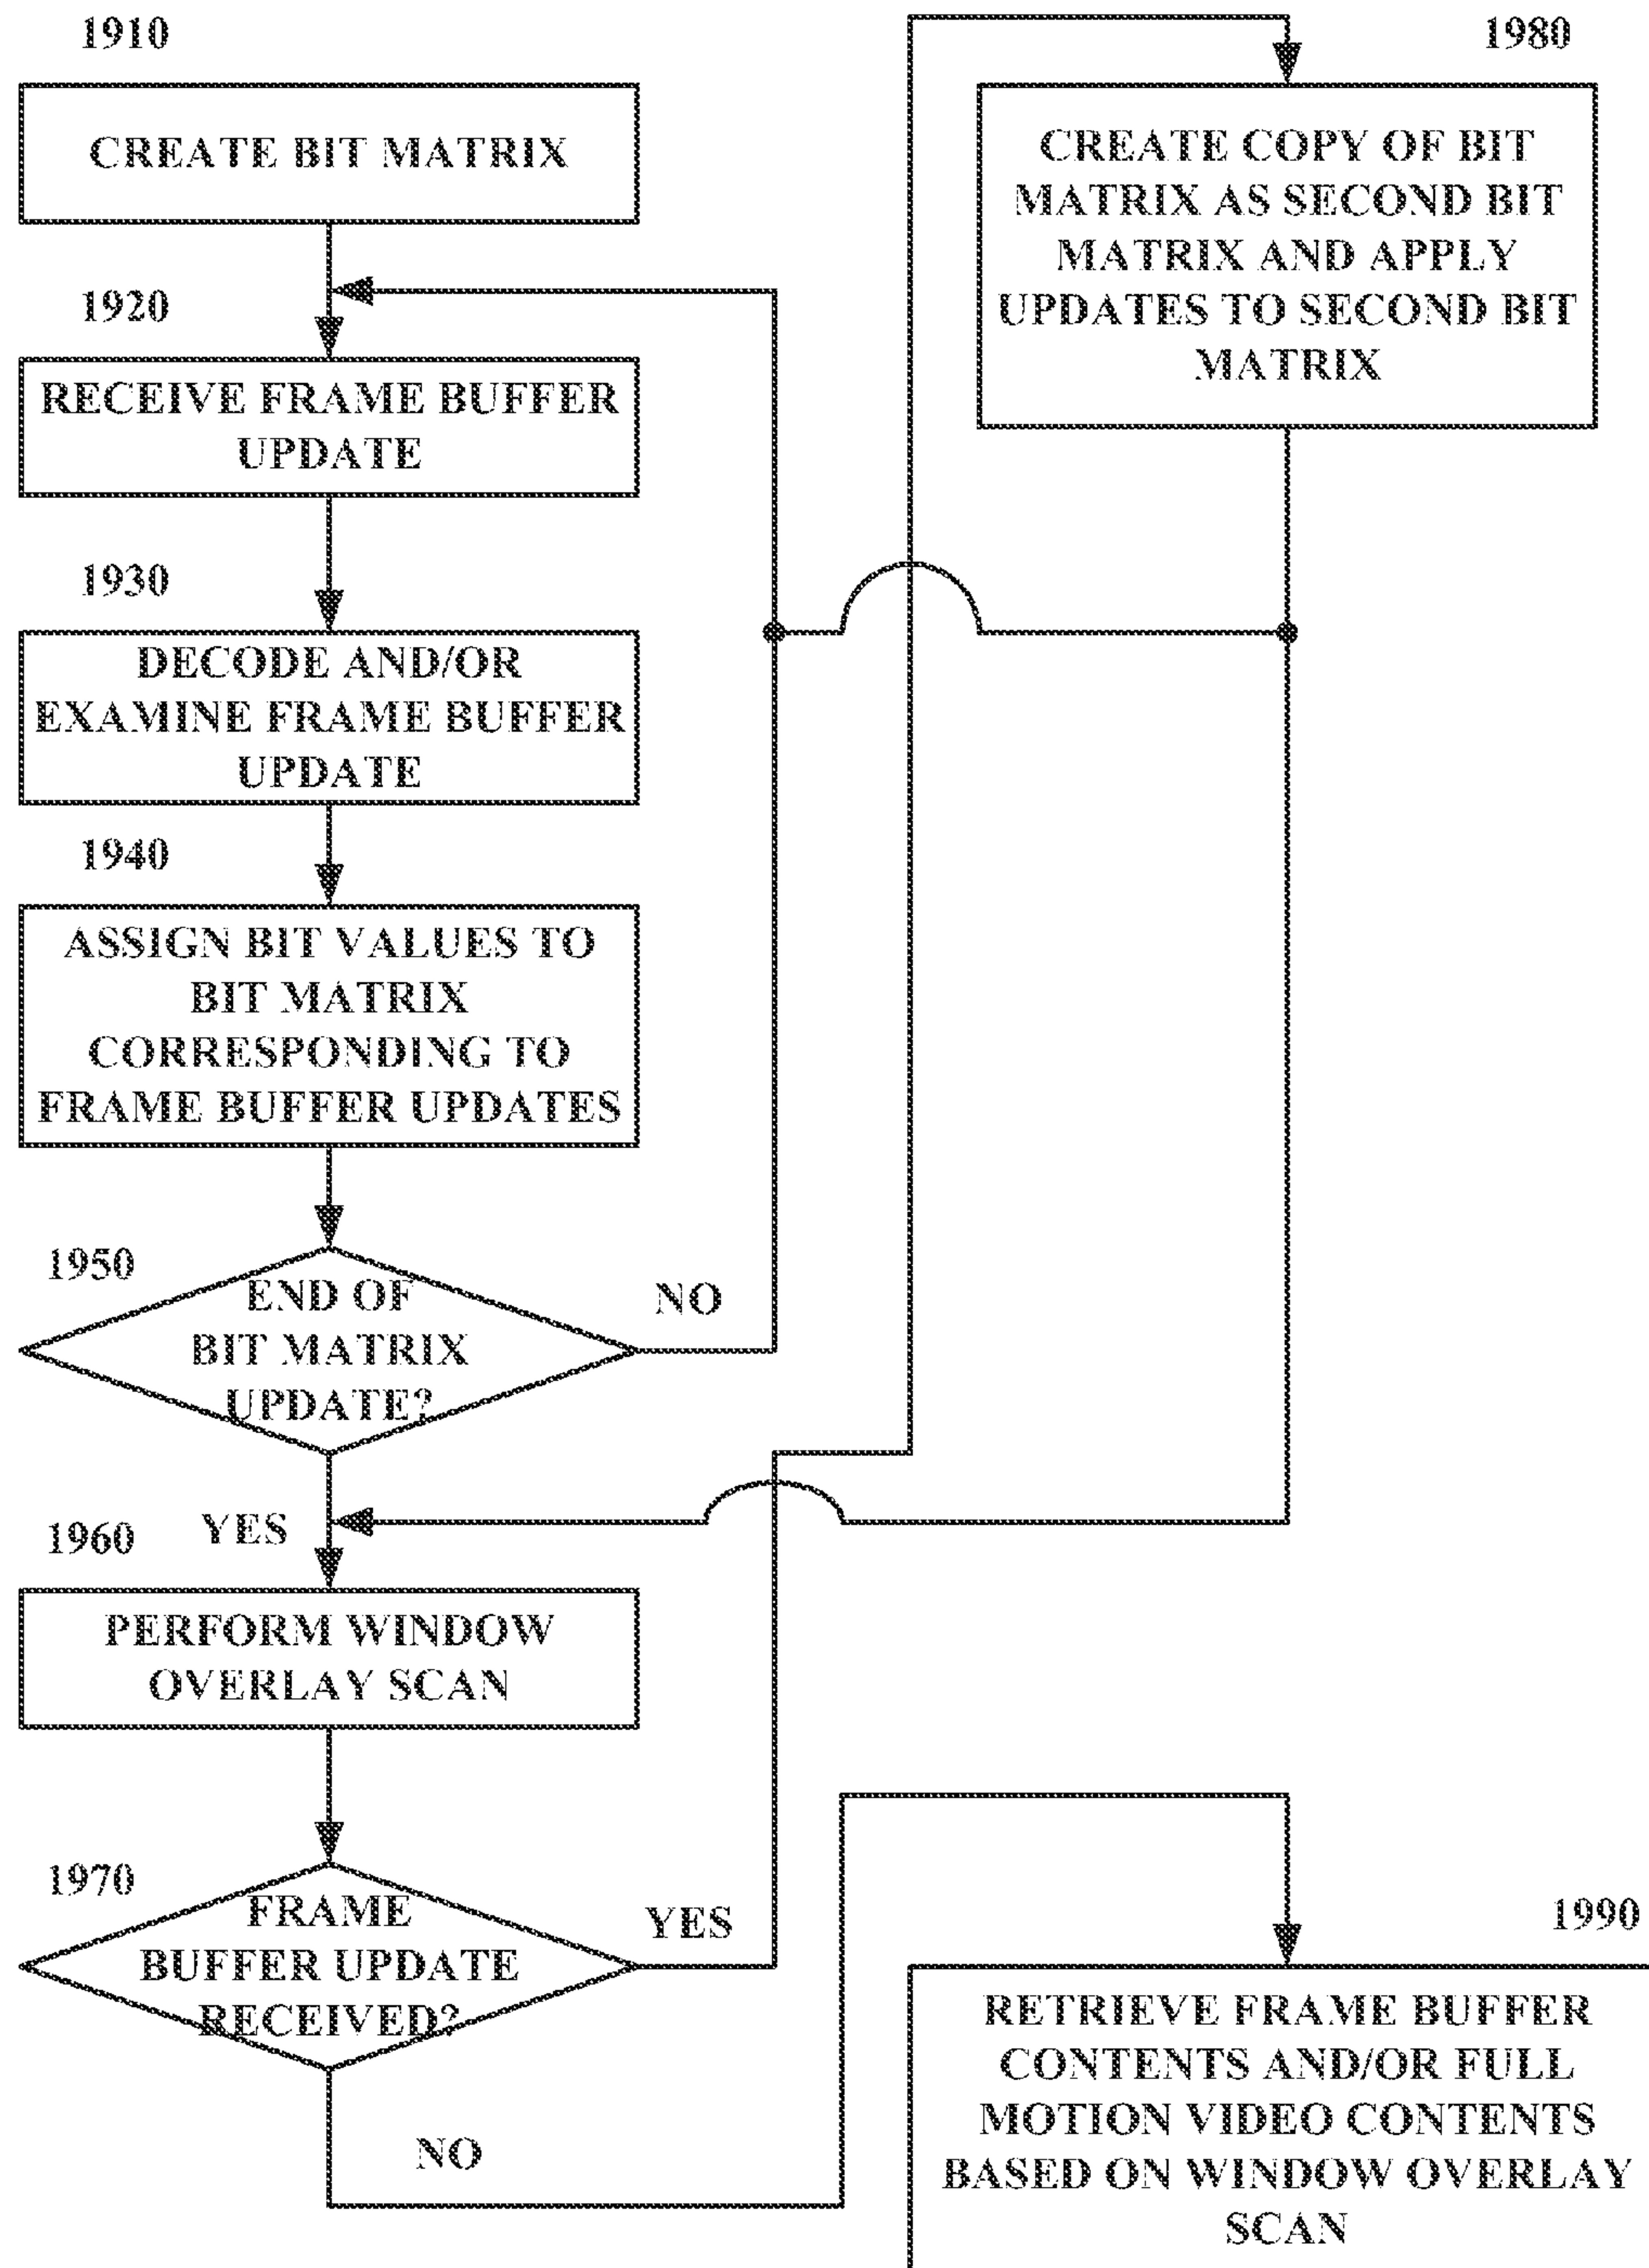 1910
CREATE BIT MATRIX
1920
RECEIVE FRAME BUFFER
UPDATE
1930
DECODE AND/OR
EXAMINE FRAME BUFFER
UPDATE
1940
ASSIGN BIT VALUES TO
BIT MATRIX
CORRESPONDING TO
FRAME BUFFER UPDATES
1950
END OF
BIT MATRIX
UPDATE?
NO
YES
1960
PERFORM WINDOW
OVERLAY SCAN
1970
FRAME
BUFFER UPDATE
RECEIVED?
YES
NO
1980
CREATE COPY OF BIT
MATRIX AS SECOND BIT
MATRIX AND APPLY
UPDATES TO SECOND BIT
MATRIX
1990
RETRIEVE FRAME BUFFER
CONTENTS AND/OR FULL
MOTION VIDEO CONTENTS
BASED ON WINDOW OVERLAY
SCAN